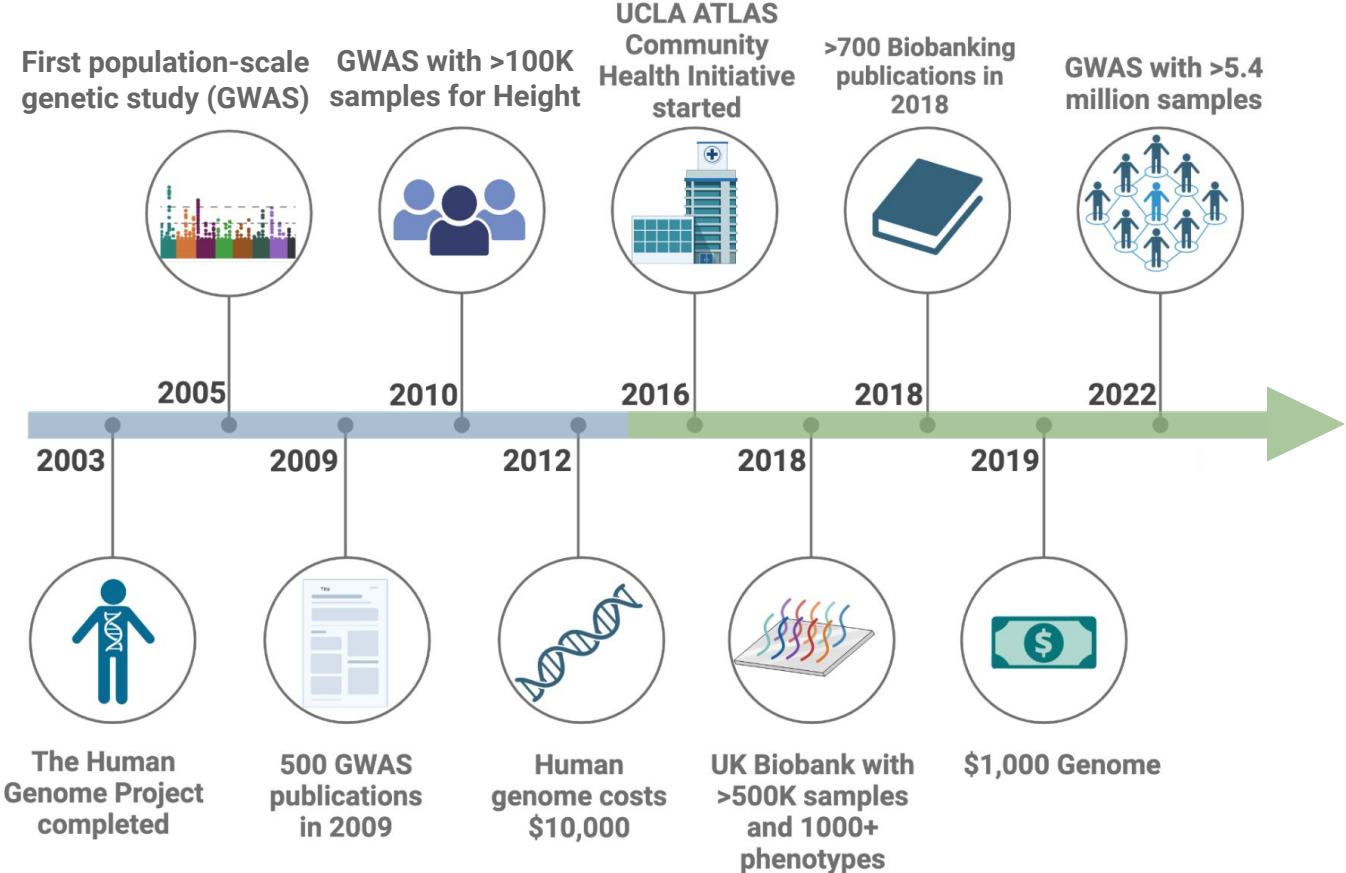 First population-scale
genetic study (GWAS)
GWAS with >100K
samples for Height
UCLA ATLAS
Community
Health Initiative
started
>700 Biobanking
publications in
2018
GWAS with >5.4
million samples
2005
2010
2016
2018
2022
2003
2009
2012
2018
2019
Title
$
The Human
Genome Project
completed
500 GWAS
publications
in 2009
Human
genome costs
$10,000
UK Biobank with
>500K samples
and 1000+
phenotypes
$1,000 Genome